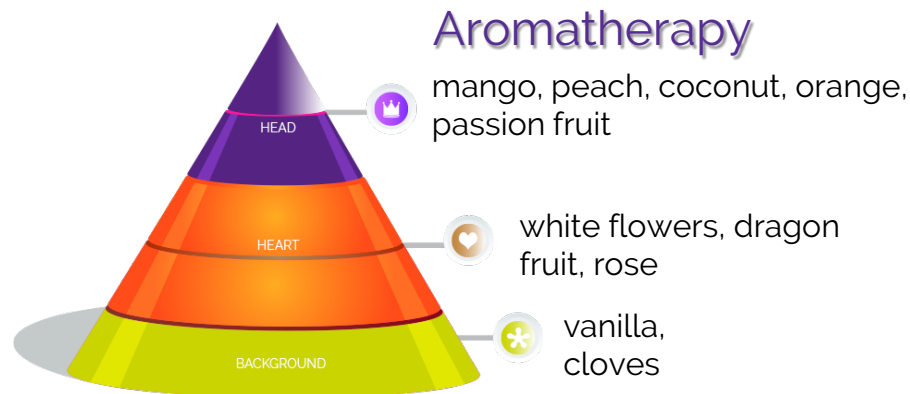 Aromatherapy
mango, peach, coconut, orange,
passion fruit
HEAD
white flowers, dragon
fruit, rose
HEART
vanilla,
cloves
BACKGROUND